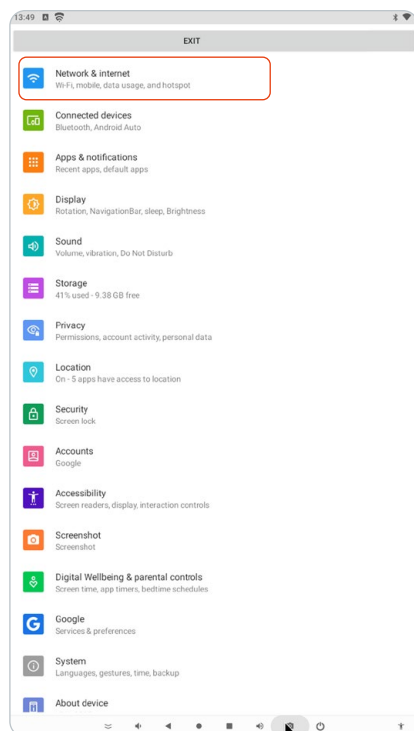 13:49
EXIT
Network & internet
Wi-Fi, mobile, data usage, and hotspot
Connected devices
Bluetooth, Android Auto
Apps & notifications
Recent apps, default apps
Display
Rotation, NavigationBar, sleep, Brightness
Sound
Volume, vibration, Do Not Disturb
Storage
41% used - 9.38 GB free
Privacy
Permissions, account activity, personal data
Location
On - 5 apps have access to location
Security
Screen lock
Accounts
Google
Accessibility
Screen readers, display, interaction controls
Screenshot
Screenshot
Digital Wellbeing & parental controls
Screen time, app timers, bedtime schedules
Google
Services & preferences
System
Languages, gestures, time, backup
About device